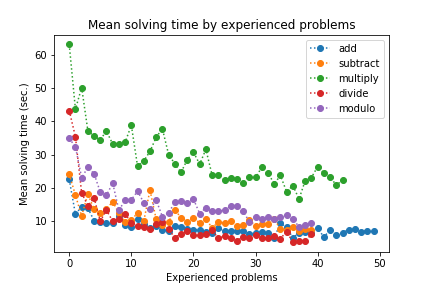 Mean solving time by experienced problems
Mean solving time (sec.)
60
50
40
30
20
10
add
subtract
multiply
divide
modulo
0 10 20 30 40 50
Experienced problems